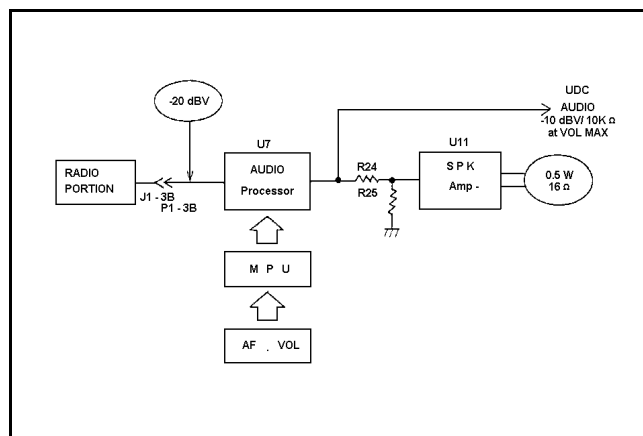 UDC
AUDIO
-10 dBV/ 10K Ω
at VOL MAX
-20 dBV
U7
U11
RADIO
PORTION
J1 - 3B
P1 - 3B
AUDIO
Processor
R24
R25
S P K
Amp -
0.5 W
16 Ω
M P U
AF . VOL